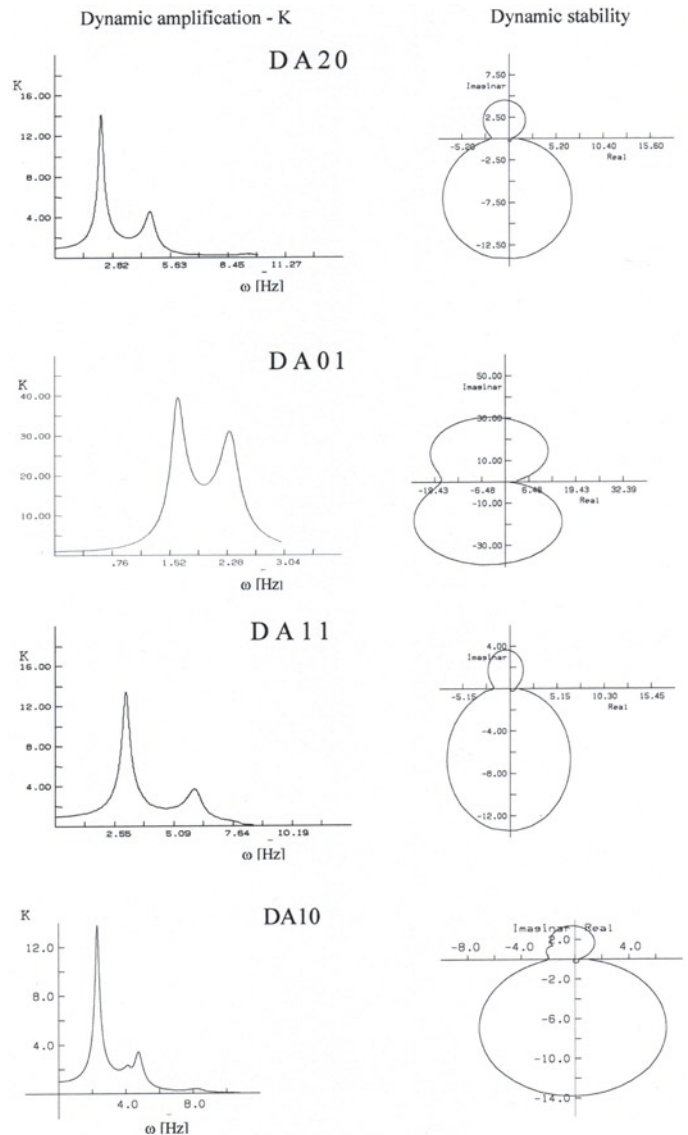 Dynamic amplification - K
Dynamic stability
DA20
K
16.00
12.00
8.00
4.00
2.82 5.63 8.45 11.27
ω [Hz]
7.50
Imaginar
2.50
-5.20 5.20 10.40 15.60
Real
-2.50
-7.50
-12.50
DA01
K
40.00
30.00
20.00
10.00
.76 1.52 2.28 3.04
ω [Hz]
50.00
Imaginar
30.00
10.00
-19.43 -6.48 6.48 19.43 32.39
Real
-10.00
-30.00
DA11
K
16.00
12.00
8.00
4.00
2.55 5.09 7.64 10.19
ω [Hz]
4.00
Imaginar
-5.15 5.15 10.30 15.45
Real
-4.00
-8.00
-12.00
DA10
K
12.0
8.0
4.0
4.0 8.0
ω [Hz]
Imaginar Real
2.0
-8.0 -4.0 4.0
-2.0
-6.0
-10.0
-14.0